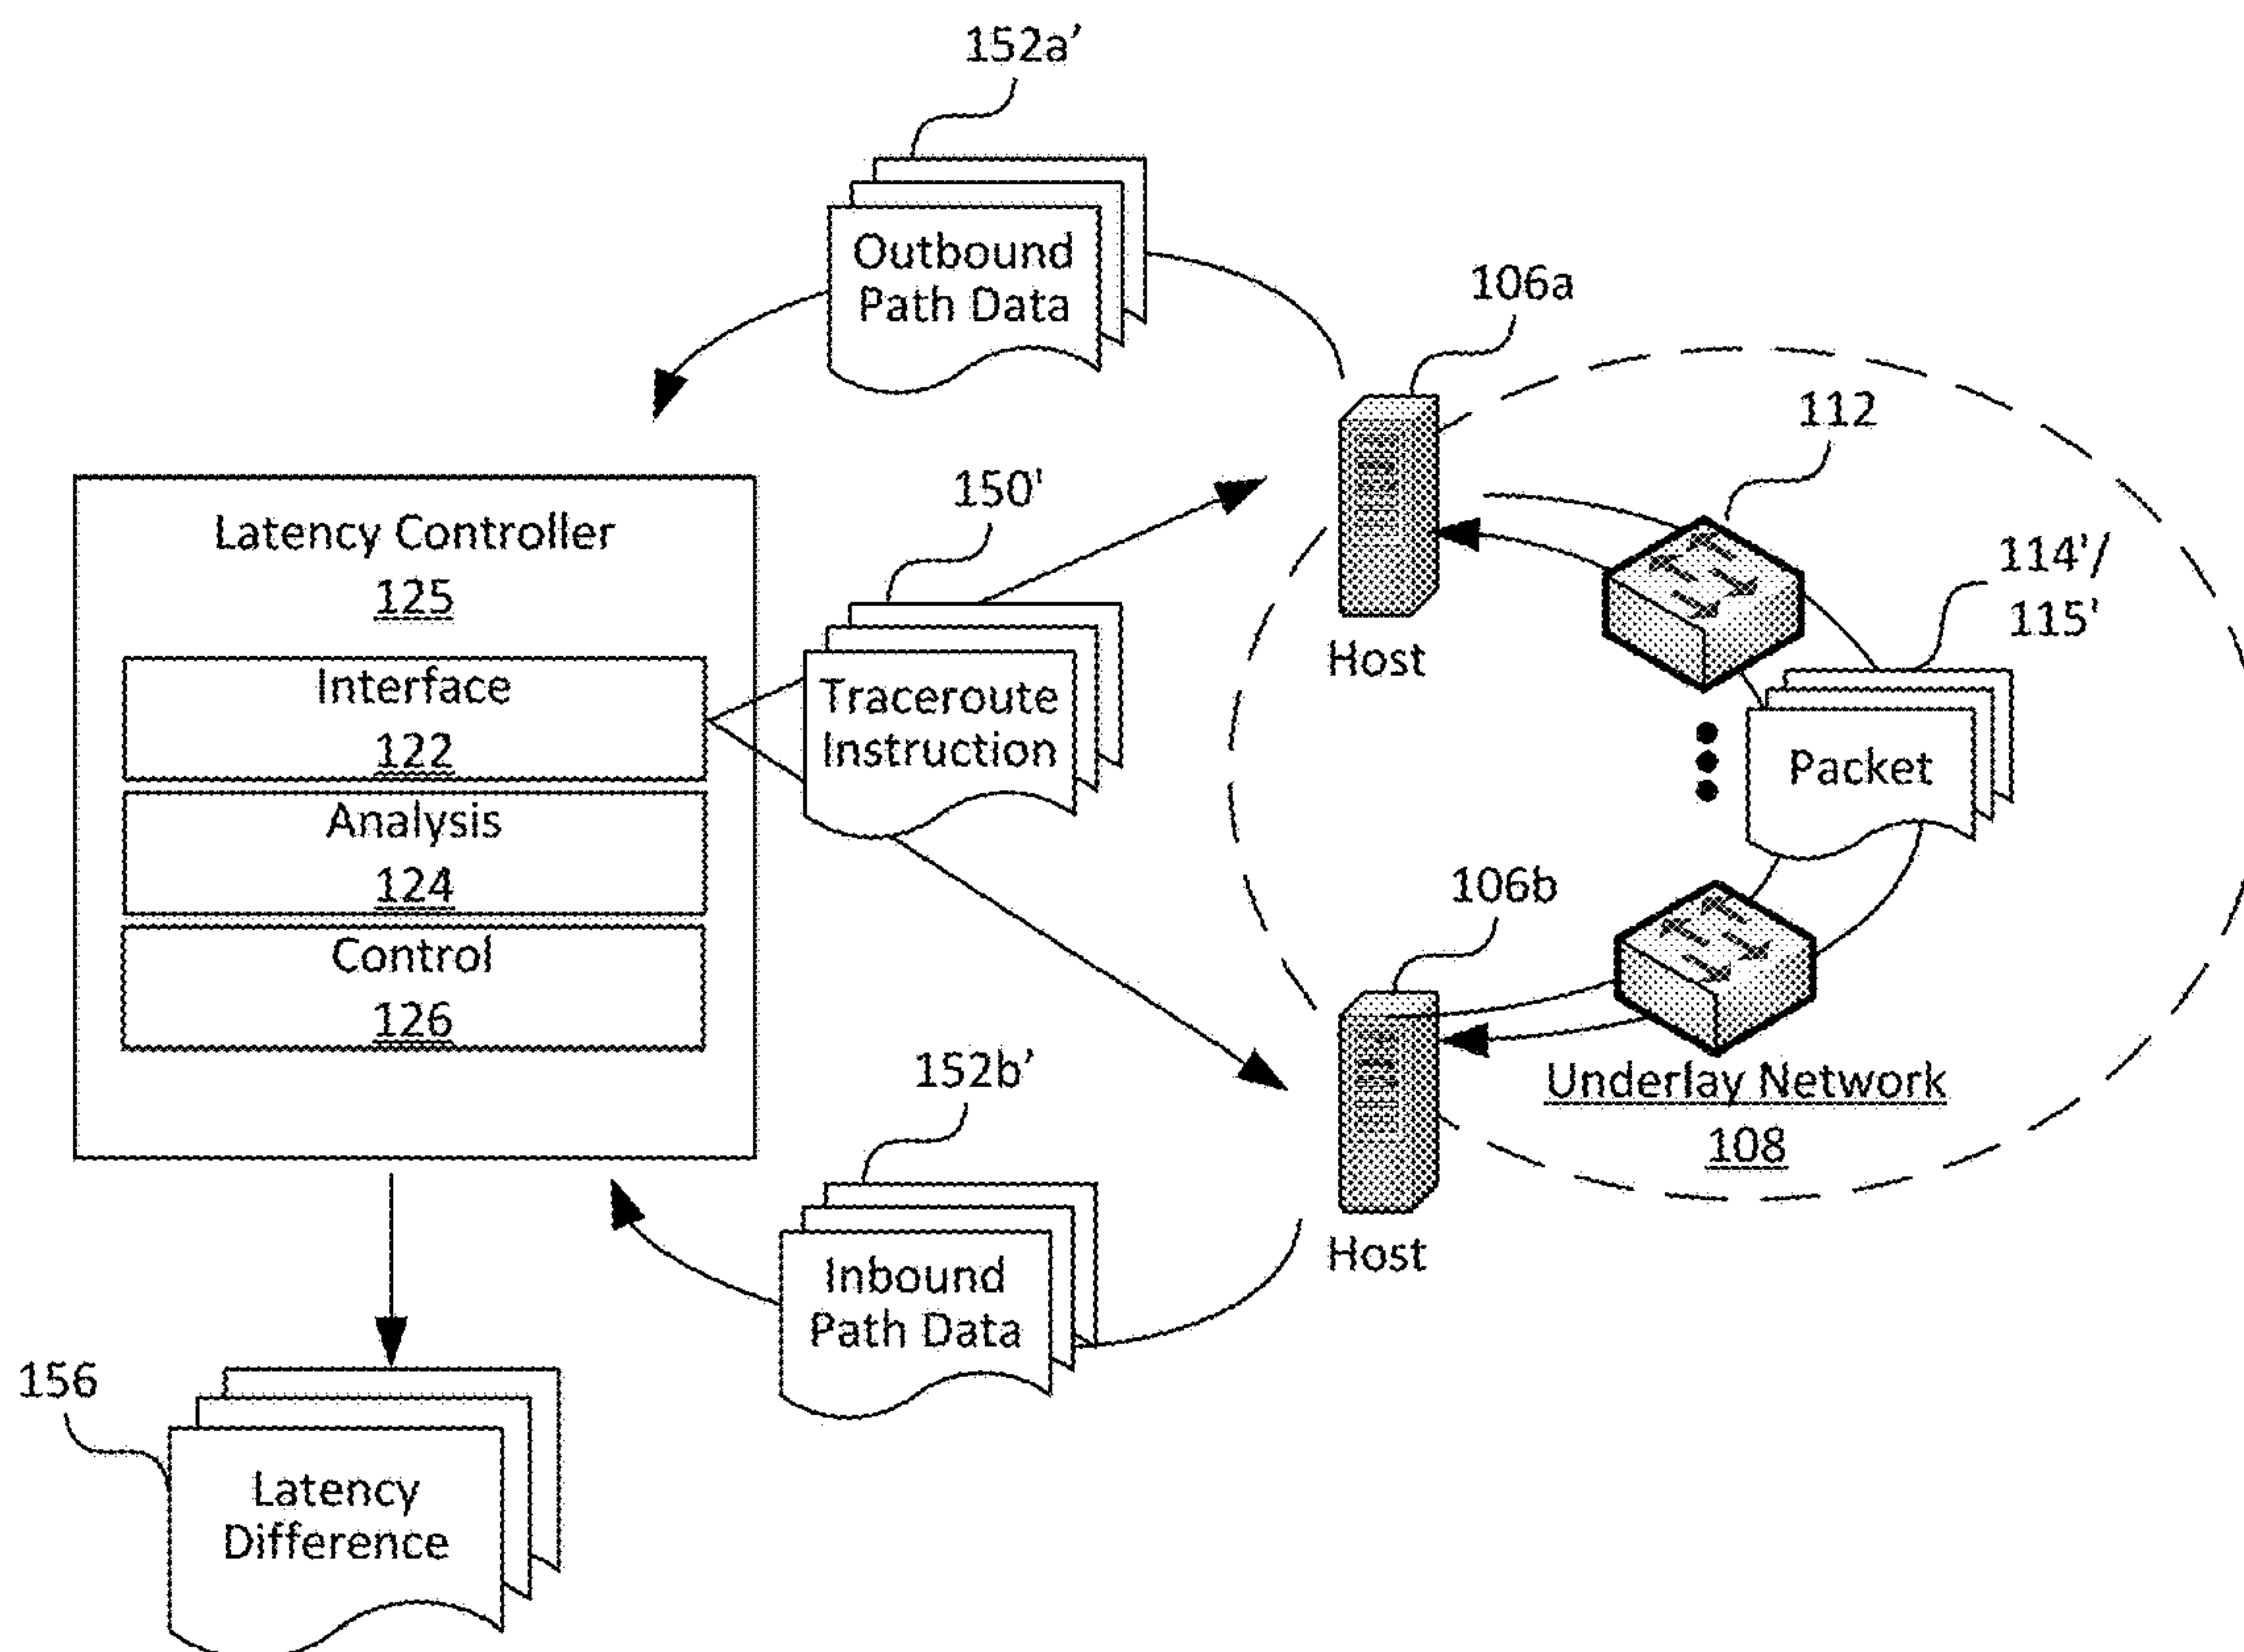 152a’
Outbound
Path Data
106a
112
150'
Latency Controller
125
114'/
115'
Interface
122
Host
Traceroute
Instruction
Packet
Analysis
124
106b
Control
126
152b’
Underlay Network
108
Host
Inbound
Path Data
156
Latency
Difference